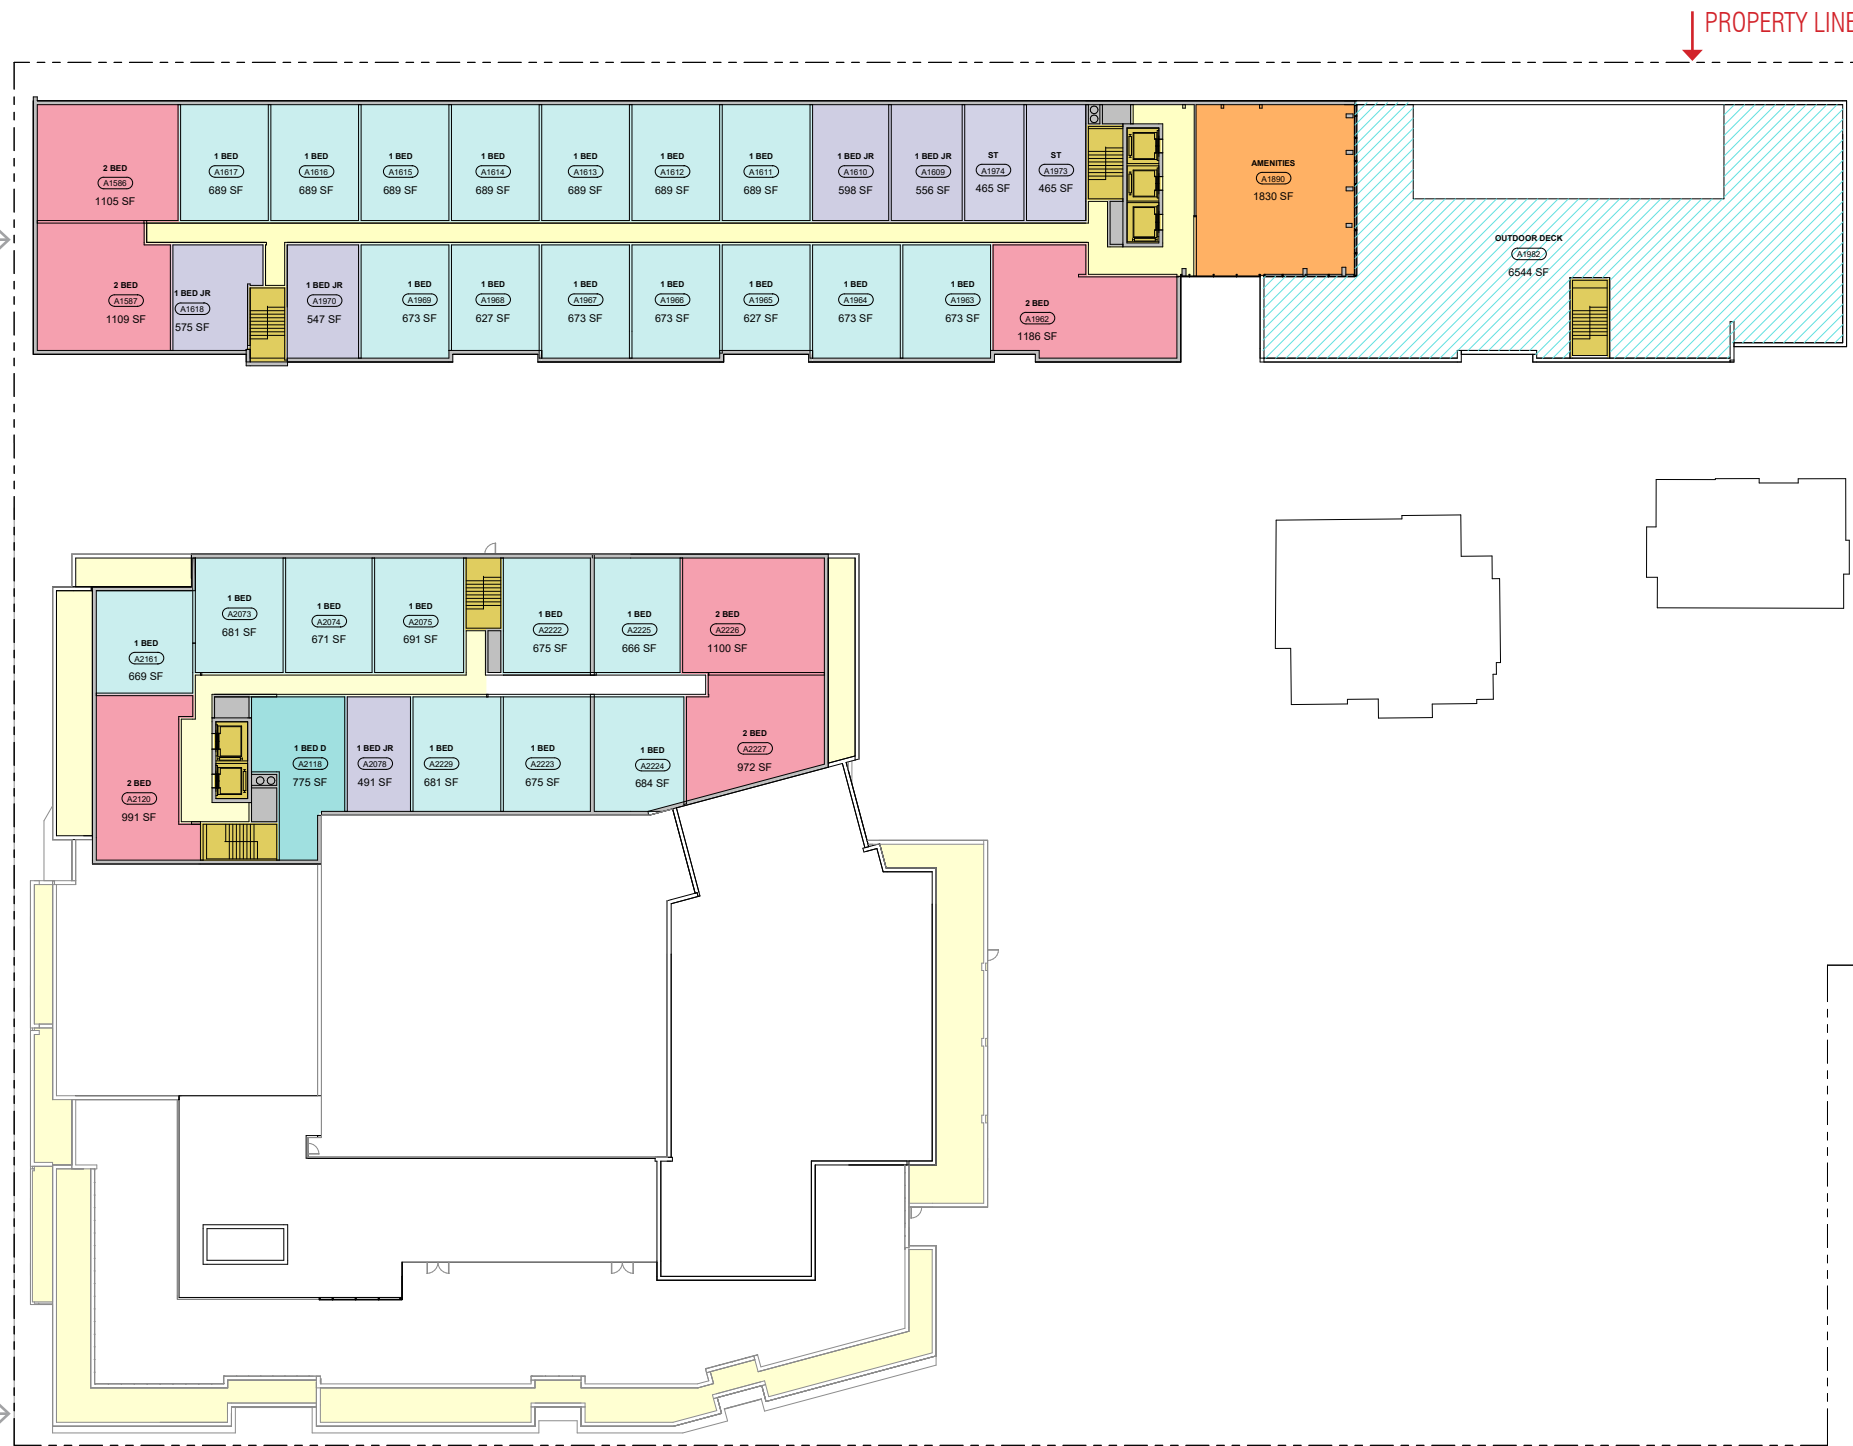 PROPERTY LINE
2 BED
A1586
1105 SF
1 BED
A1617
689 SF
1 BED
A1616
689 SF
1 BED
A1615
689 SF
1 BED
A1614
689 SF
1 BED
A1613
689 SF
1 BED
A1612
689 SF
1 BED
A1611
689 SF
1 BED JR
A1610
598 SF
1 BED JR
A1609
556 SF
ST
A1974
465 SF
ST
A1973
465 SF
AMENITIES
A1890
1830 SF
OUTDOOR DECK
A1982
6544 SF
2 BED
A1587
1109 SF
1 BED JR
A1618
575 SF
1 BED JR
A1970
547 SF
1 BED
A1969
673 SF
1 BED
A1968
627 SF
1 BED
A1967
673 SF
1 BED
A1966
673 SF
1 BED
A1965
627 SF
1 BED
A1964
673 SF
1 BED
A1963
673 SF
2 BED
A1962
1186 SF
1 BED
A2161
669 SF
1 BED
A2073
681 SF
1 BED
A2074
671 SF
1 BED
A2075
691 SF
1 BED
A2222
675 SF
1 BED
A2225
666 SF
2 BED
A2226
1100 SF
2 BED
A2120
991 SF
1 BED D
A2118
775 SF
1 BED JR
A2078
491 SF
1 BED
A2229
681 SF
1 BED
A2223
675 SF
1 BED
A2224
684 SF
2 BED
A2227
972 SF